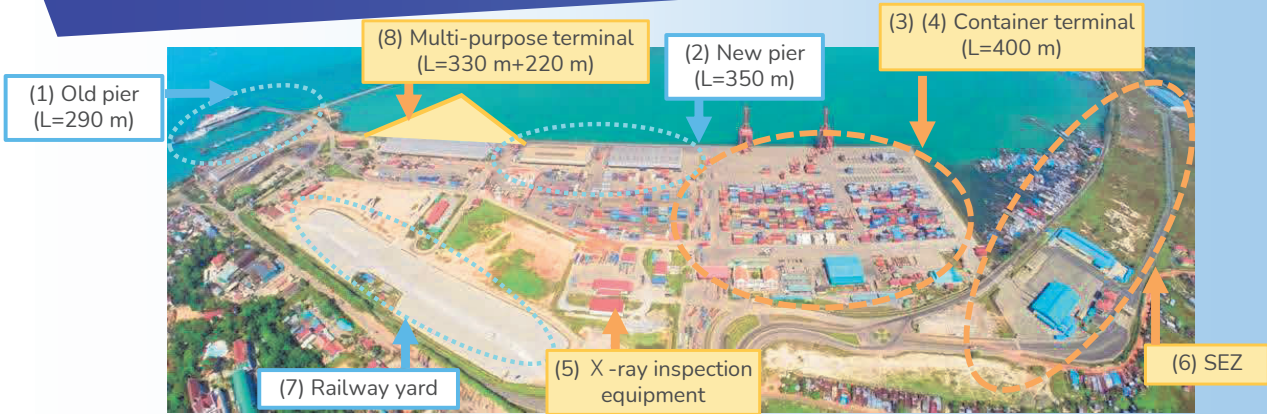 (8) Multi-purpose terminal
(L=330 m+220 m)
(3) (4) Container terminal
(L=400 m)
(2) New pier
(L=350 m)
(1) Old pier
(L=290 m)
(7) Railway yard
(5) X-ray inspection
equipment
(6) SEZ